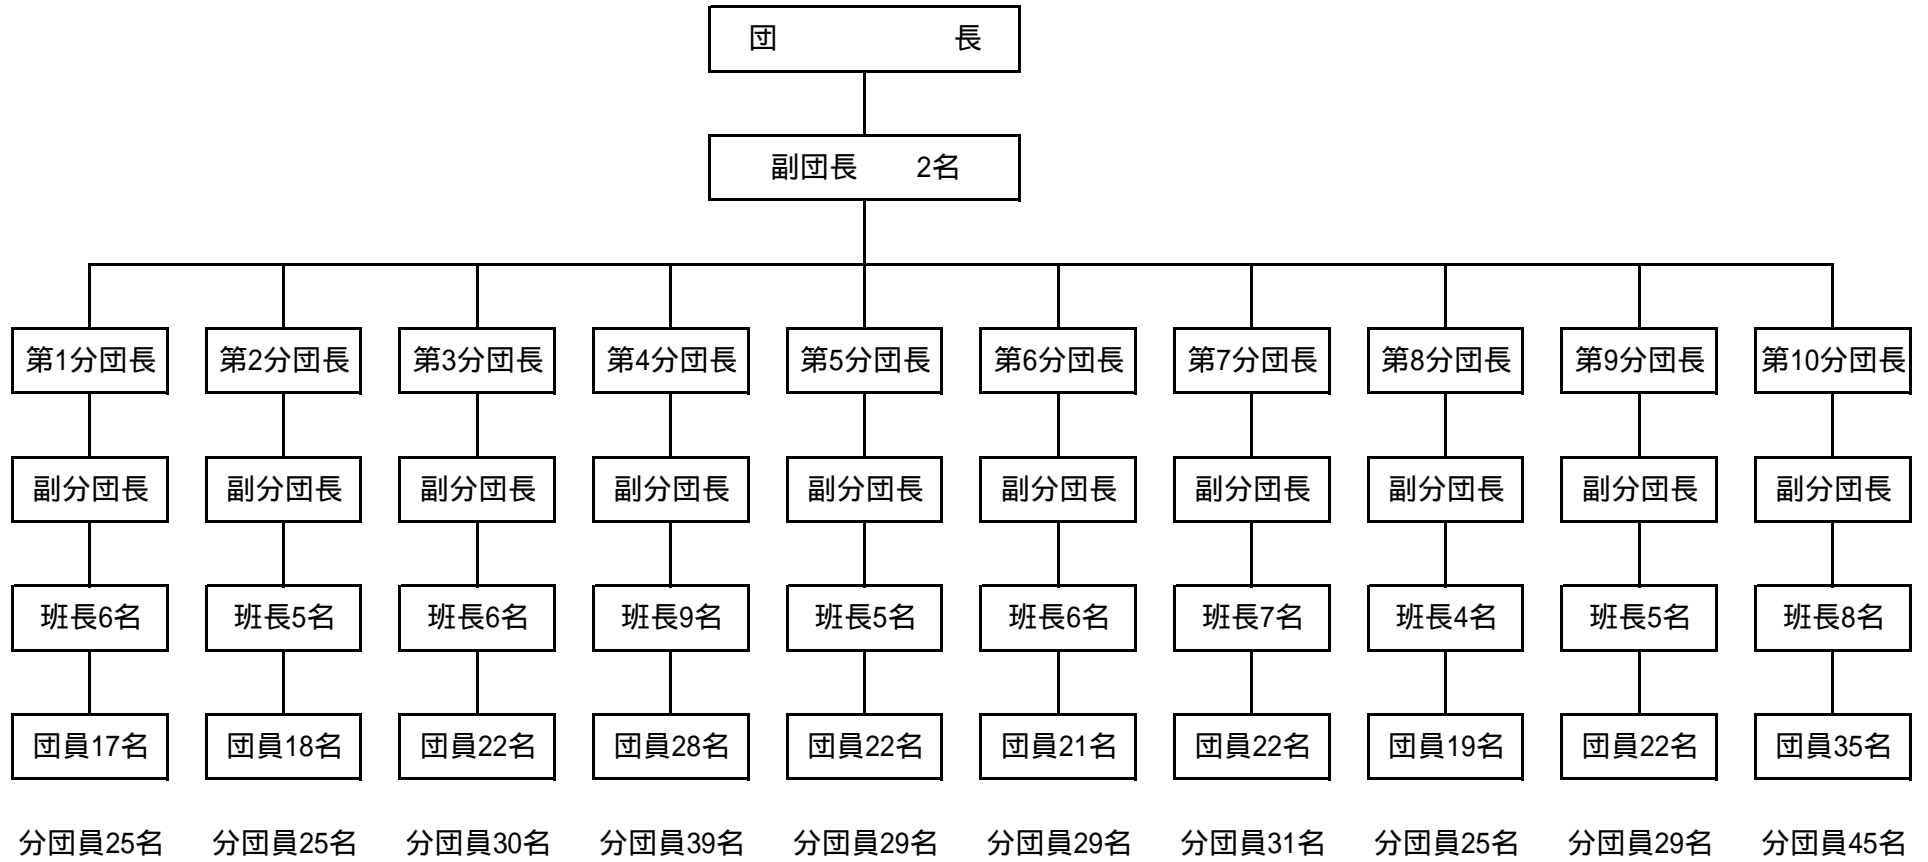 団 長
副団長 2名
第1分団長 第2分団長 第3分団長 第4分団長 第5分団長 第6分団長 第7分団長 第8分団長 第9分団長 第10分団長
副分団長 副分団長 副分団長 副分団長 副分団長 副分団長 副分団長 副分団長 副分団長 副分団長
班長6名 班長5名 班長6名 班長9名 班長5名 班長6名 班長7名 班長4名 班長5名 班長8名
団員17名 団員18名 団員22名 団員28名 団員22名 団員21名 団員22名 団員19名 団員22名 団員35名
分団員25名 分団員25名 分団員30名 分団員39名 分団員29名 分団員29名 分団員31名 分団員25名 分団員29名 分団員45名